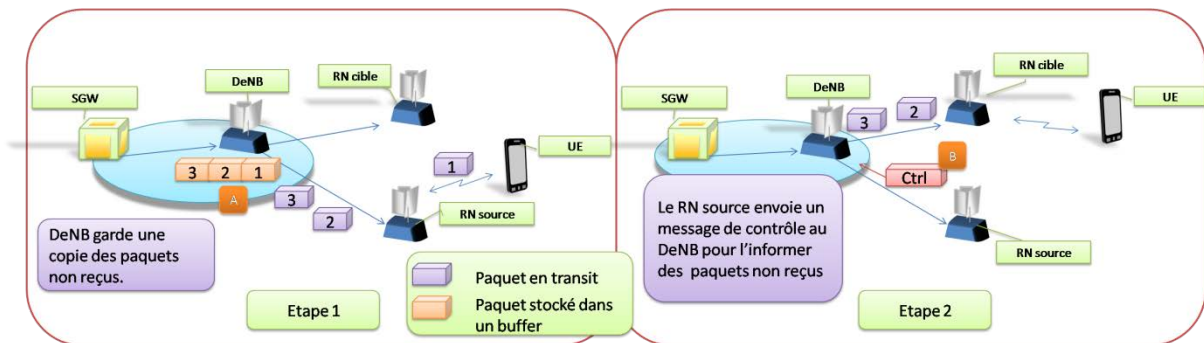 SGW
DeNB
RN cible
3 2 1
A
3
2
1
UE
RN source
DeNB garde une
copie des paquets
non reçus.
Etape 1
Paquet en transit
Paquet stocké dans
un buffer
SGW
DeNB
RN cible
UE
3
2
B
Ctrl
Le RN source envoie un
message de contrôle au
DeNB pour l'informer
des paquets non reçus
RN source
Etape 2